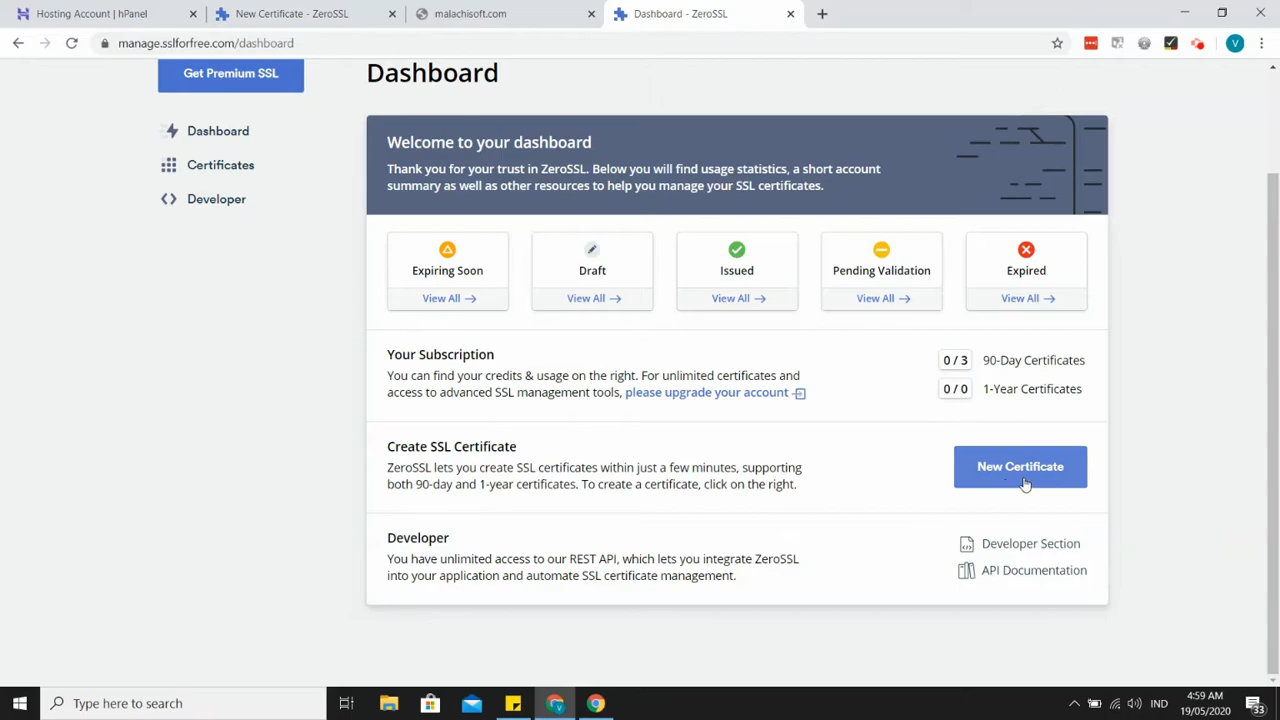 Hosting Account | hPanel
New Certificate - ZeroSSL
malachisoft.com
Dashboard - ZeroSSL
manage.sslforfree.com/dashboard
V
Get Premium SSL
Dashboard
Certificates
Developer
Dashboard
Welcome to your dashboard
Thank you for your trust in ZeroSSL. Below you will find usage statistics, a short account
summary as well as other resources to help you manage your SSL certificates.
Expiring Soon
View All
Draft
View All
Issued
View All
Pending Validation
View All
Expired
View All
Your Subscription
You can find your credits & usage on the right. For unlimited certificates and
access to advanced SSL management tools, please upgrade your account
0 / 3 90-Day Certificates
0 / 0 1-Year Certificates
Create SSL Certificate
ZeroSSL lets you create SSL certificates within just a few minutes, supporting
both 90-day and 1-year certificates. To create a certificate, click on the right.
New Certificate
Developer
You have unlimited access to our REST API, which lets you integrate ZeroSSL
into your application and automate SSL certificate management.
Developer Section
API Documentation
Type here to search
IND
4:59 AM
19/05/2020
33